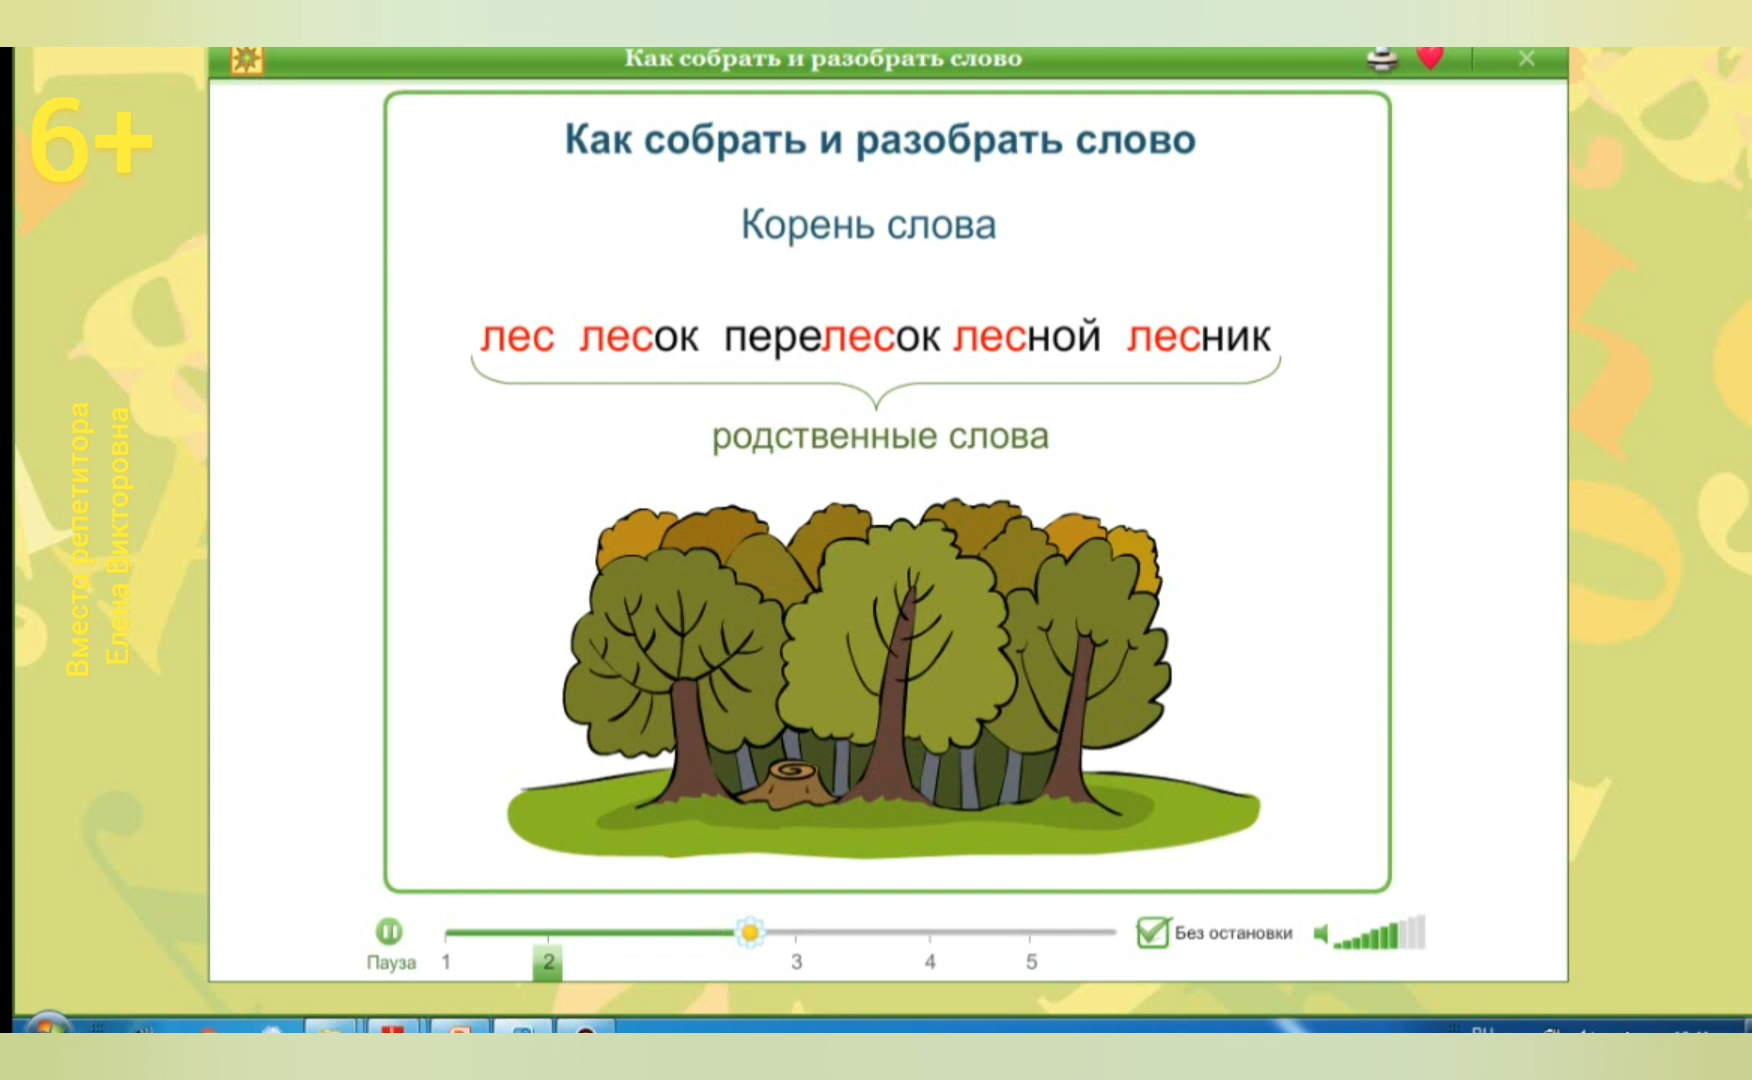 Как собрать и разобрать слово
6+
Как собрать и разобрать слово
Корень слова
лес лесок перелесок лесной лесник
родственные слова
Вместо репетитора
Елена Викторовна
Без остановки
Пауза 1 2 3 4 5